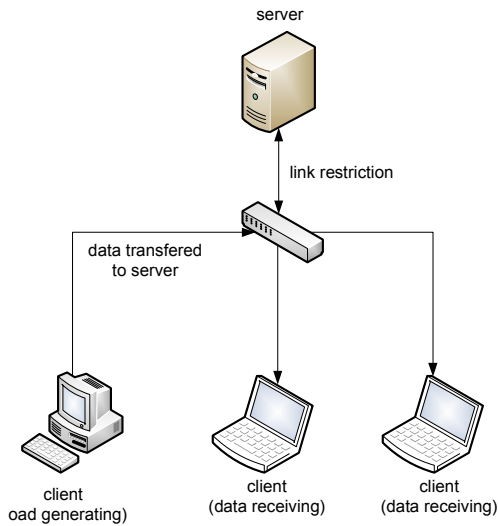 server
link restriction
data transfered
to server
client
oad generating)
client
(data receiving)
client
(data receiving)